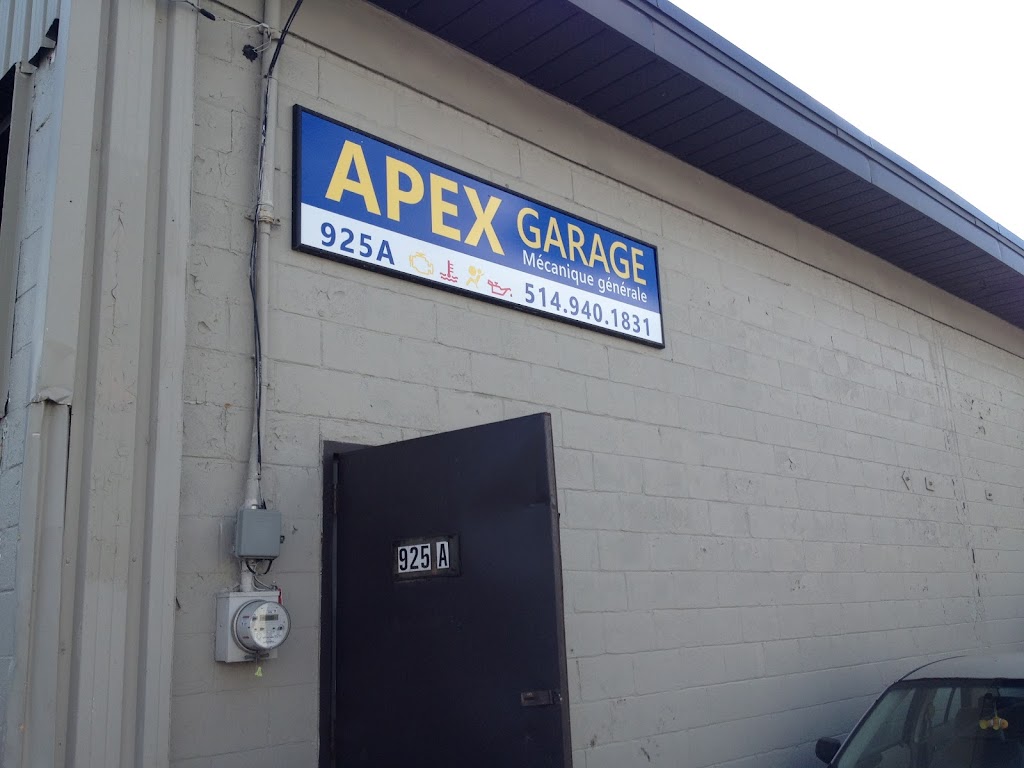 APEX GARAGE
Mécanique générale
925A
514.940.1831
925 A